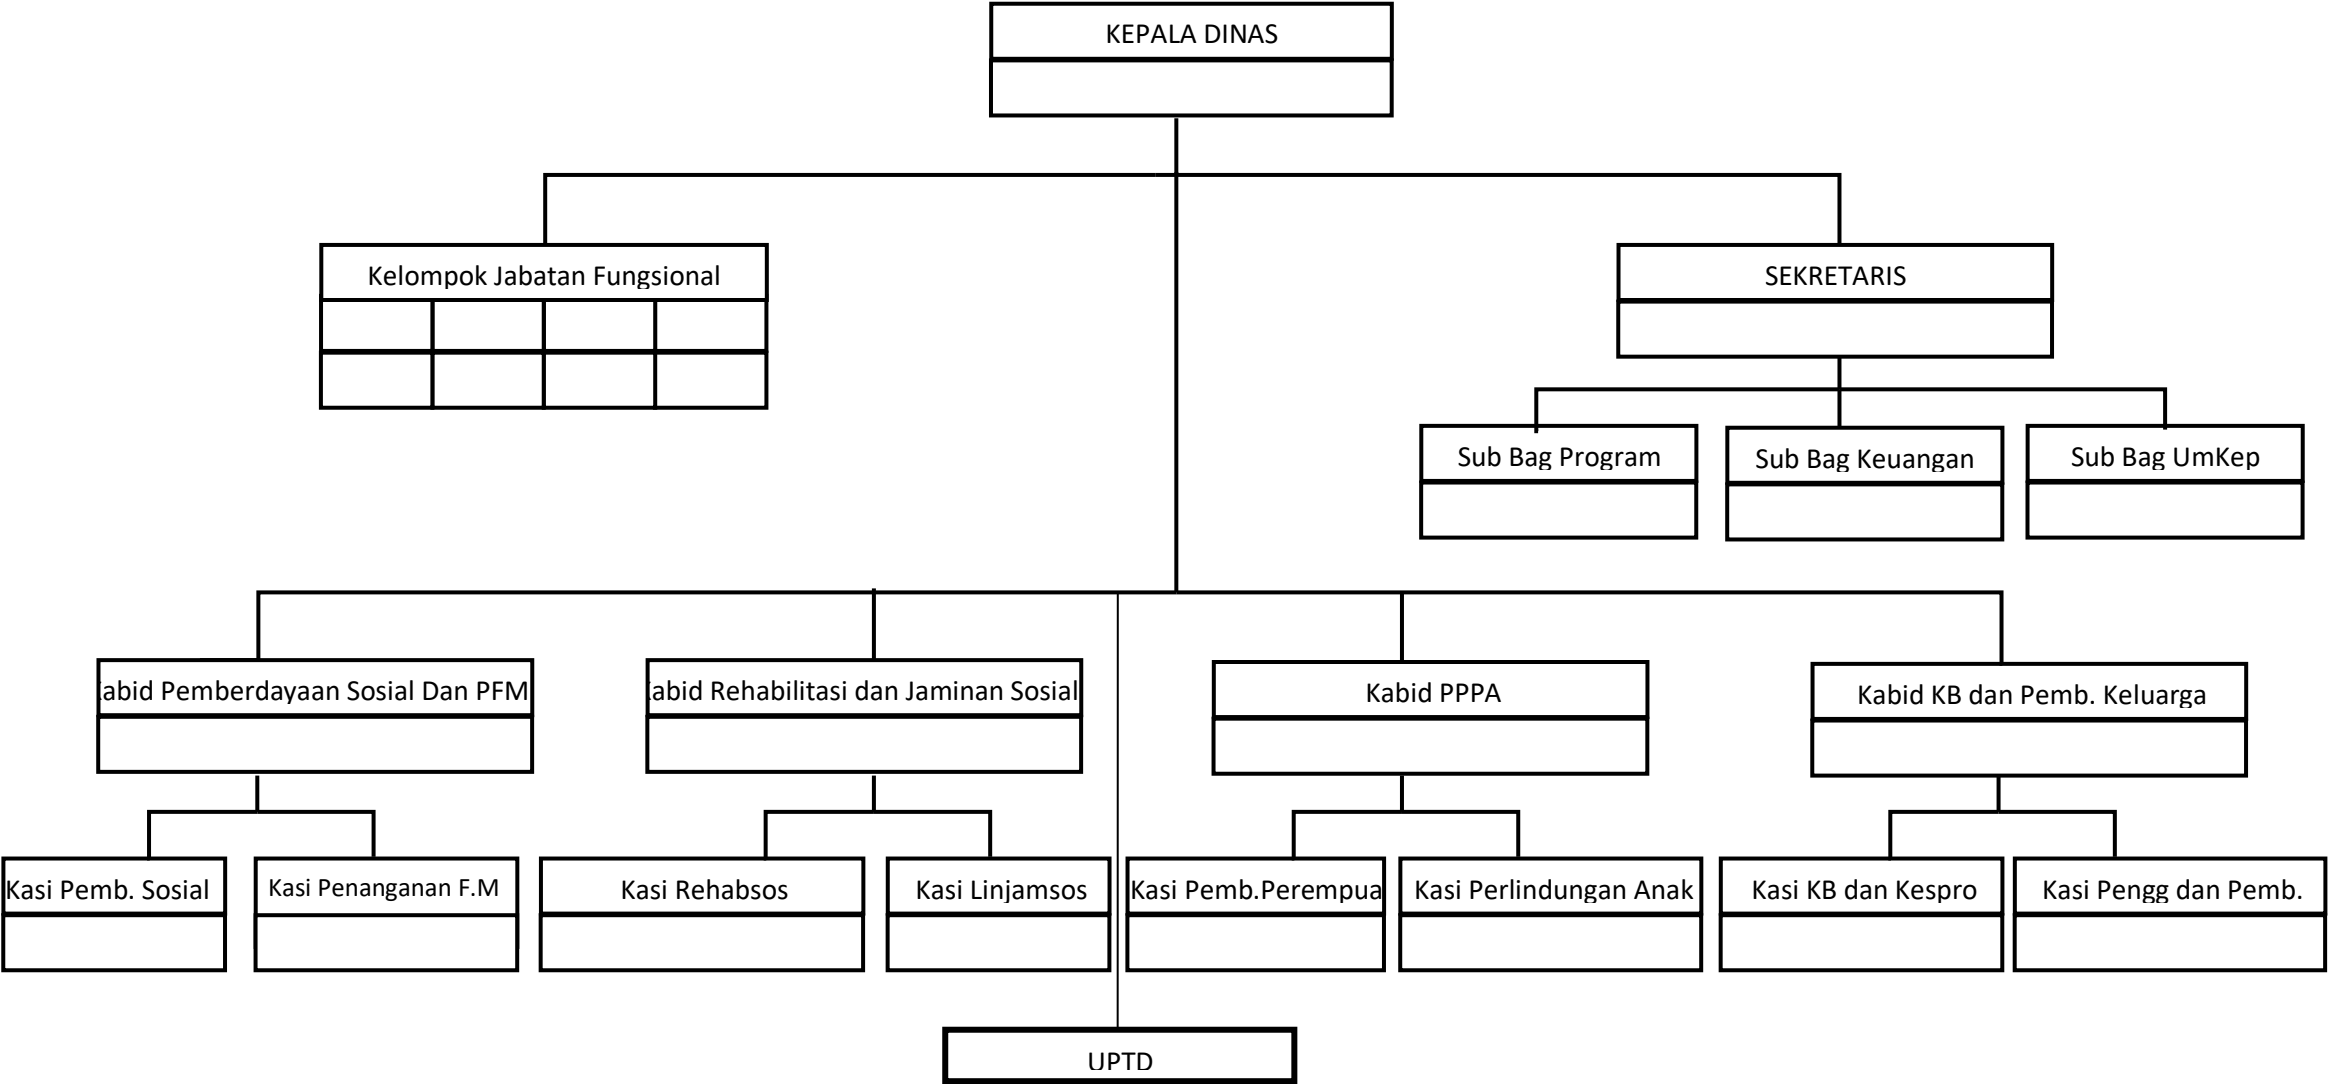 KEPALA DINAS
Kelompok Jabatan Fungsional
SEKRETARIS
Sub Bag Program
Sub Bag Keuangan
Sub Bag UmKep
abid Pemberdayaan Sosial Dan PFM
abid Rehabilitasi dan Jaminan Sosial
Kabid PPPA
Kabid KB dan Pemb. Keluarga
Kasi Pemb. Sosial
Kasi Penanganan F.M
Kasi Rehabsos
Kasi Linjamsos
Kasi Pemb.Perempua
Kasi Perlindungan Anak
Kasi KB dan Kespro
Kasi Pengg dan Pemb.
UPTD